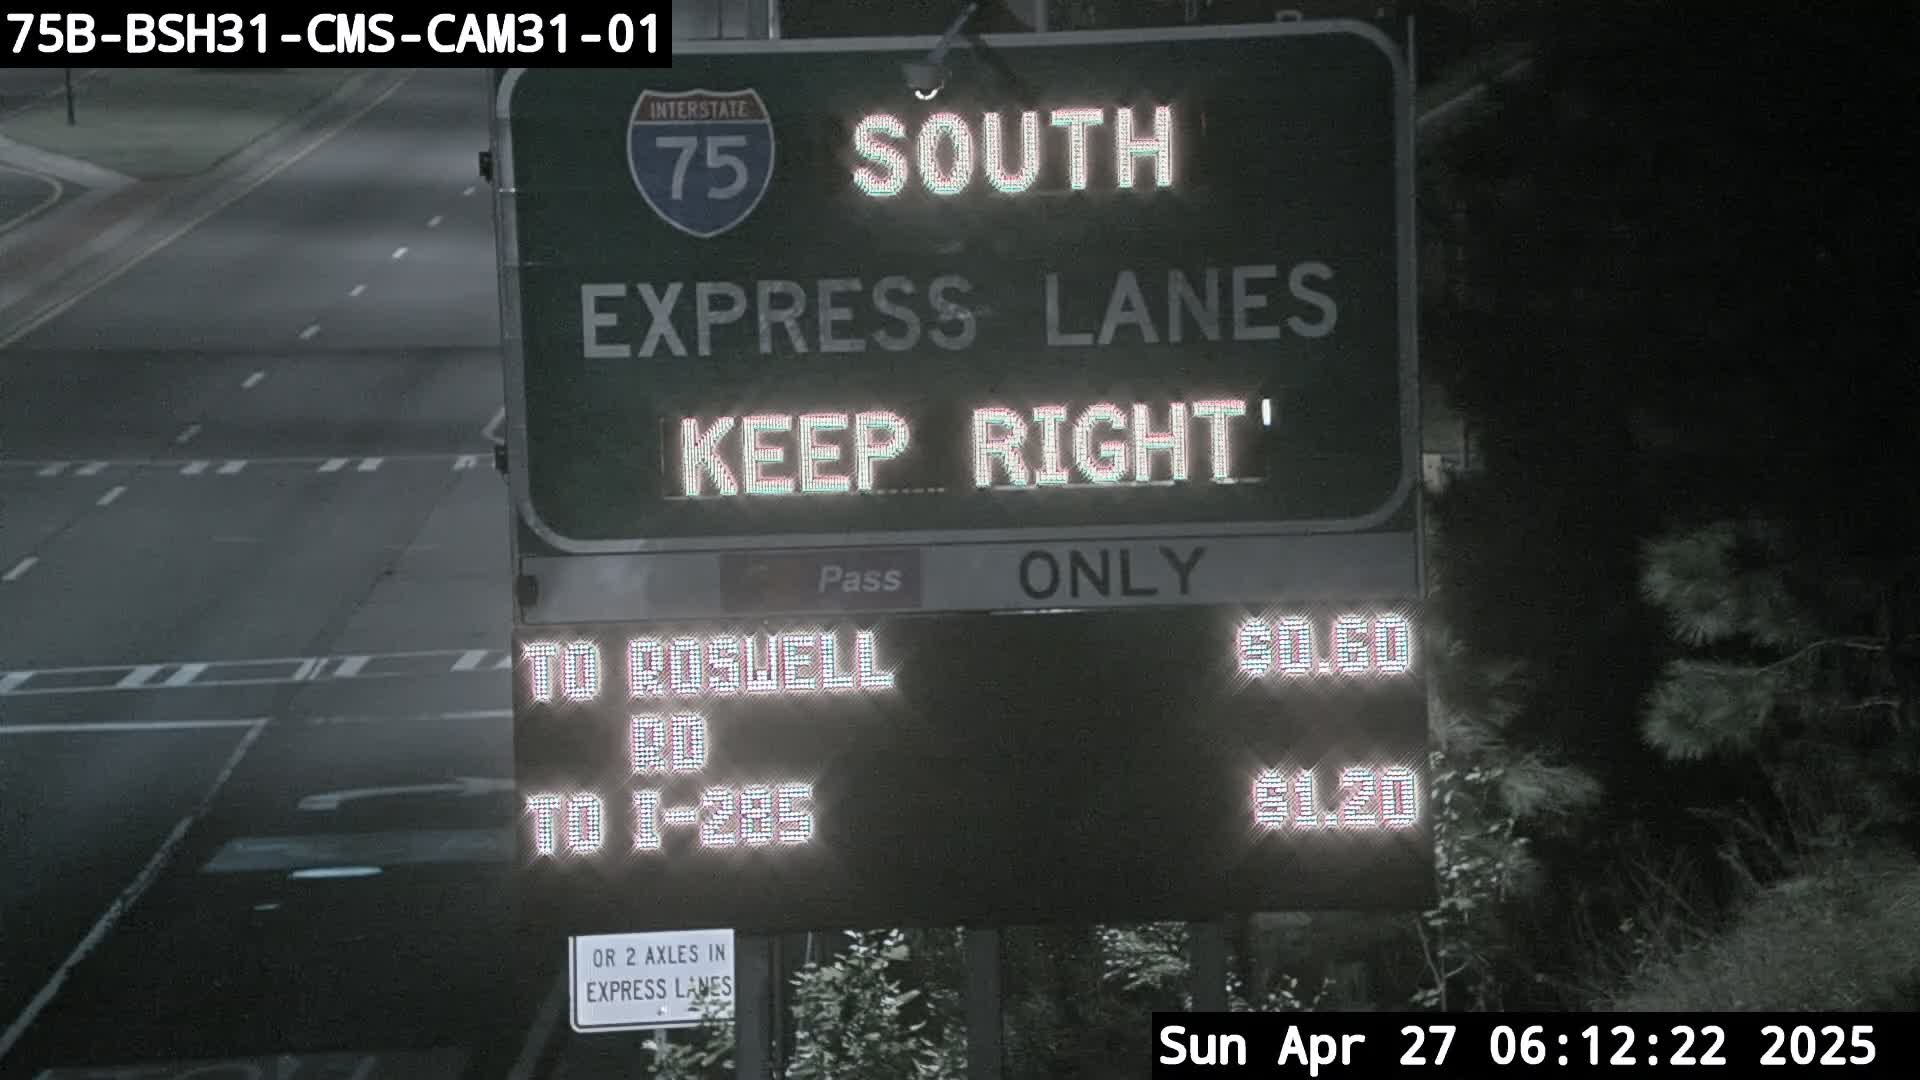 75B-BSH31-CMS-CAM31-01
INTERSTATE
75
SOUTH
EXPRESS LANES
KEEP RIGHT
Pass ONLY
TO ROSWELL $0.60
RD
TO I-285 $1.20
OR 2 AXLES IN
EXPRESS LANES
Sun Apr 27 06:12:22 2025